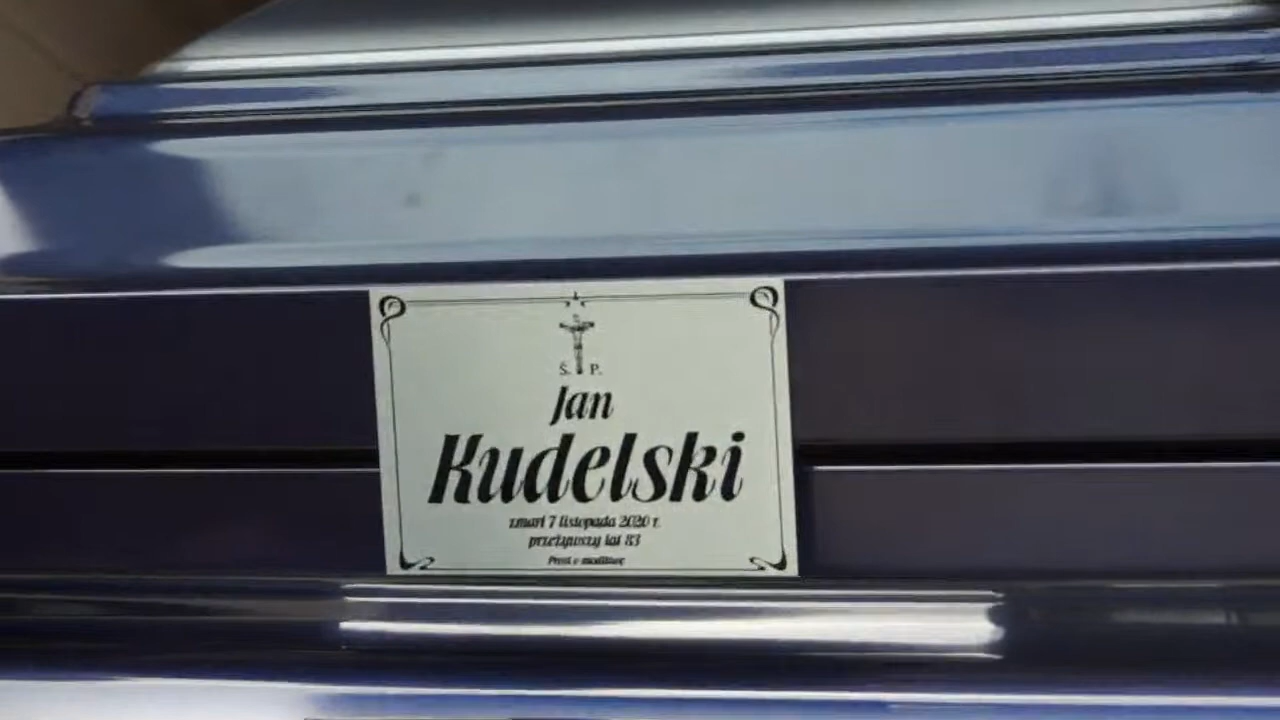 Ś. P.
Jan
Kudelski
zmarł 7 listopada 2020 r.
przeżywszy lat 83
Prosi o modlitwę